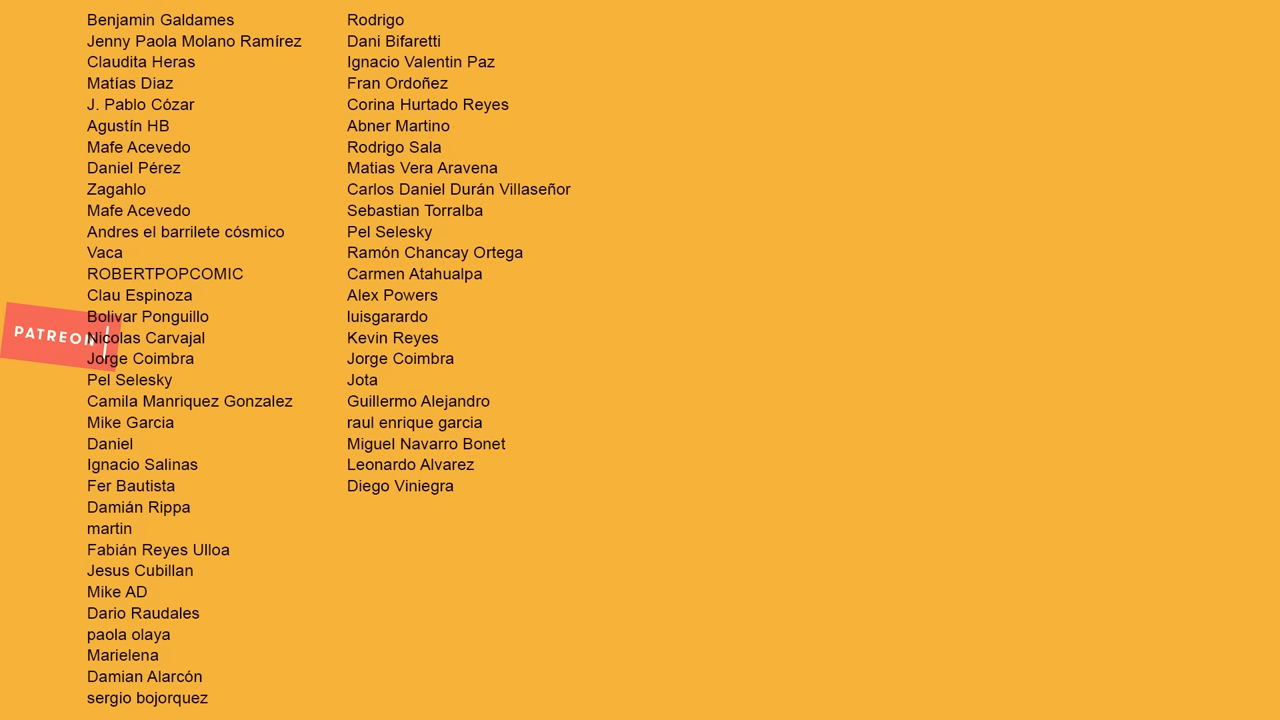 Benjamin Galdames
Jenny Paola Molano Ramírez
Claudita Heras
Matías Diaz
J. Pablo Cózar
Agustín HB
Mafe Acevedo
Daniel Pérez
Zagahlo
Mafe Acevedo
Andres el barrilete cósmico
Vaca
ROBERTPOPCOMIC
Clau Espinoza
Bolivar Ponguillo
Nicolas Carvajal
Jorge Coimbra
Pel Selesky
Camila Manriquez Gonzalez
Mike Garcia
Daniel
Ignacio Salinas
Fer Bautista
Damián Rippa
martin
Fabián Reyes Ulloa
Jesus Cubillan
Mike AD
Dario Raudales
paola olaya
Marielena
Damian Alarcón
sergio bojorquez
Rodrigo
Dani Bifaretti
Ignacio Valentin Paz
Fran Ordoñez
Corina Hurtado Reyes
Abner Martino
Rodrigo Sala
Matias Vera Aravena
Carlos Daniel Durán Villaseñor
Sebastian Torralba
Pel Selesky
Ramón Chancay Ortega
Carmen Atahualpa
Alex Powers
luisgarardo
Kevin Reyes
Jorge Coimbra
Jota
Guillermo Alejandro
raul enrique garcia
Miguel Navarro Bonet
Leonardo Alvarez
Diego Viniegra
PATREON